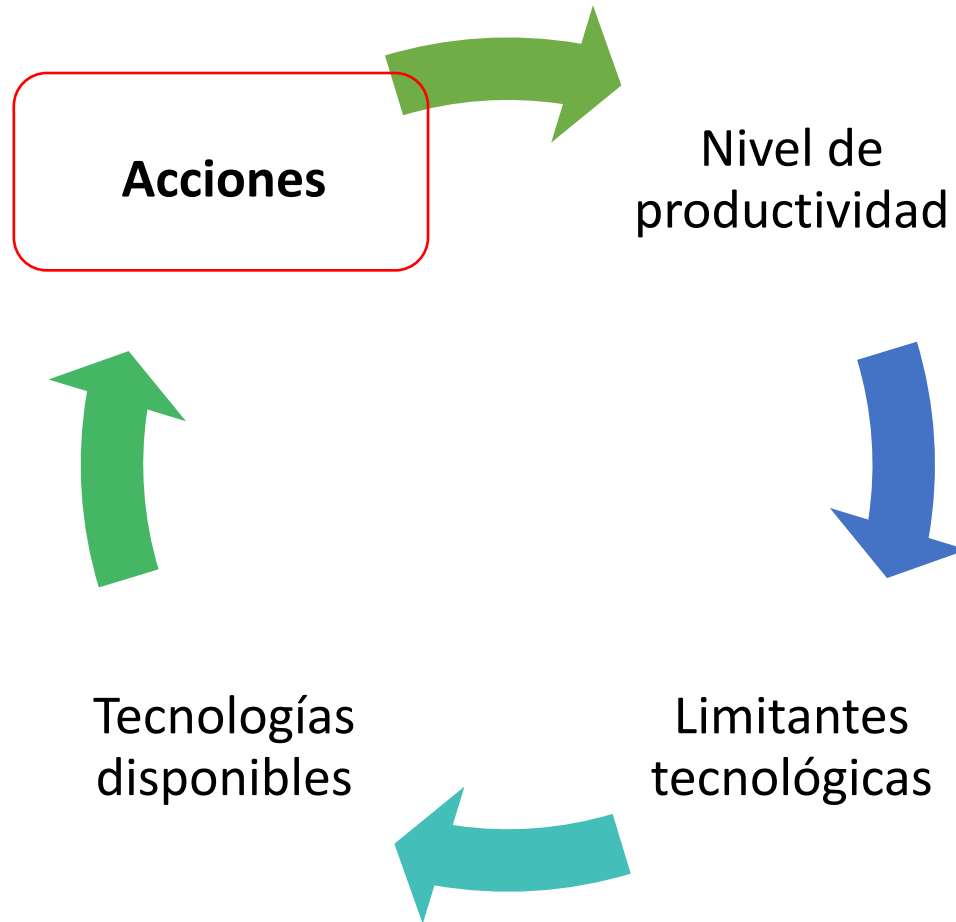 Acciones
Nivel de
productividad
Limitantes
tecnológicas
Tecnologías
disponibles